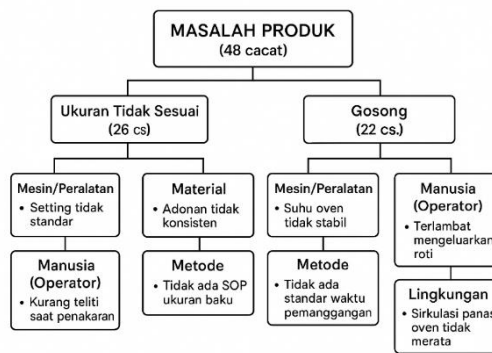 MASALAH PRODUK
(48 cacat)
Ukuran Tidak Sesuai
(26 cs)
Gosong
(22 cs.)
Mesin/Peralatan
• Setting tidak
standar
Manusia
(Operator)
• Kurang teliti
saat penakaran
Material
• Adonan tidak
konsisten
Metode
• Tidak ada SOP
ukuran baku
Mesin/Peralatan
• Suhu oven
tidak stabil
Metode
• Tidak ada
standar waktu
pemanggangan
Manusia
(Operator)
• Terlambat
mengeluarkan
roti
Lingkungan
• Sirkulasi panas
oven tidak
merata